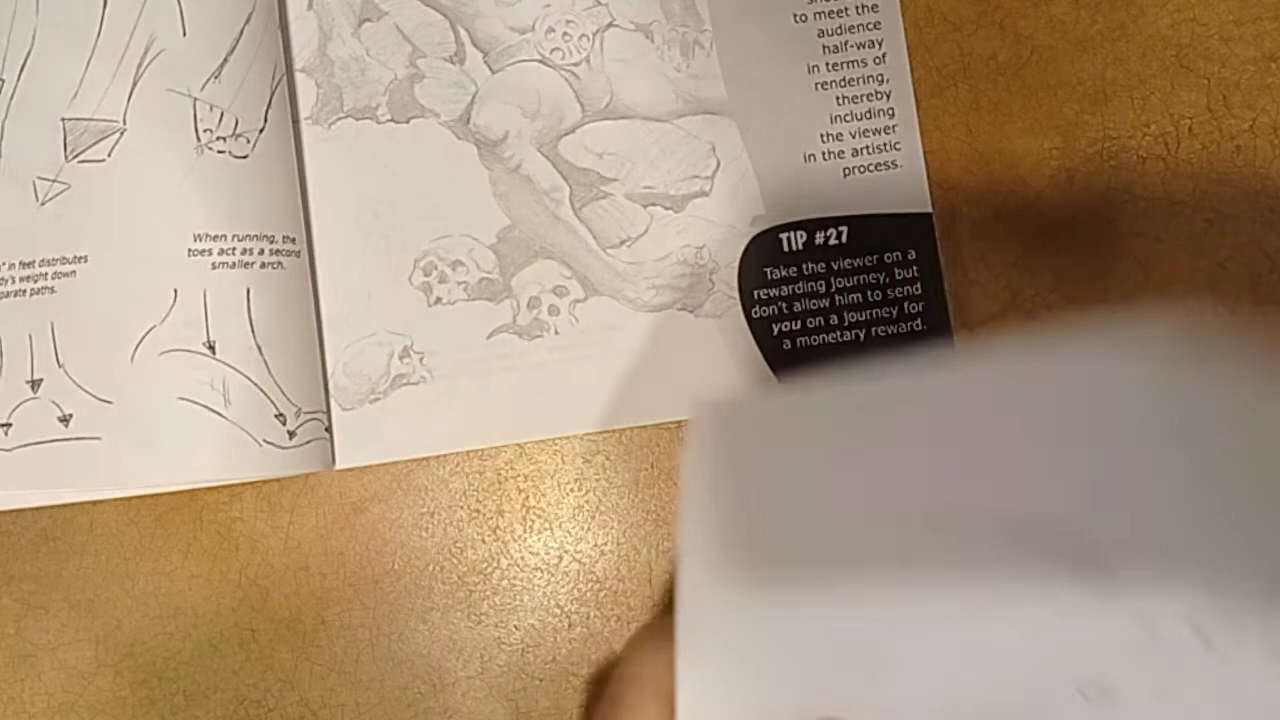 " in feet distributes
dy's weight down
parate paths.
When running, the
toes act as a second
smaller arch.
to meet the
audience
half-way
in terms of
rendering,
thereby
including
the viewer
in the artistic
process.
TIP #27
Take the viewer on a
rewarding journey, but
don't allow him to send
you on a journey for
a monetary reward.